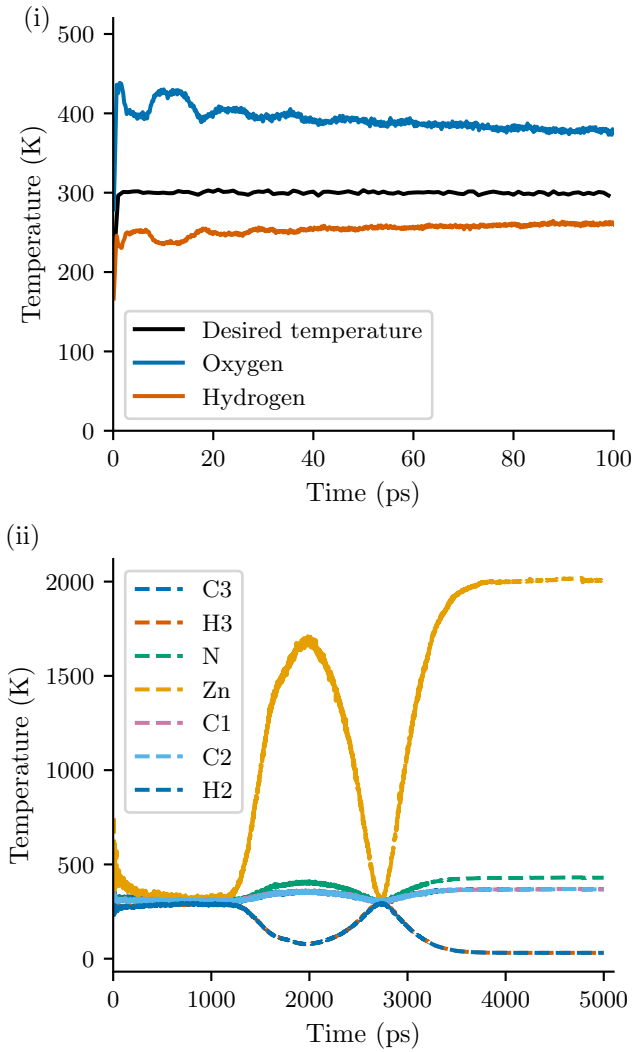 (i)
500
400
300
200
100
0
Temperature (K)
Desired temperature
Oxygen
Hydrogen
0 20 40 60 80 100
Time (ps)
(ii)
2000
1500
1000
500
0
Temperature (K)
C3
H3
N
Zn
C1
C2
H2
0 1000 2000 3000 4000 5000
Time (ps)